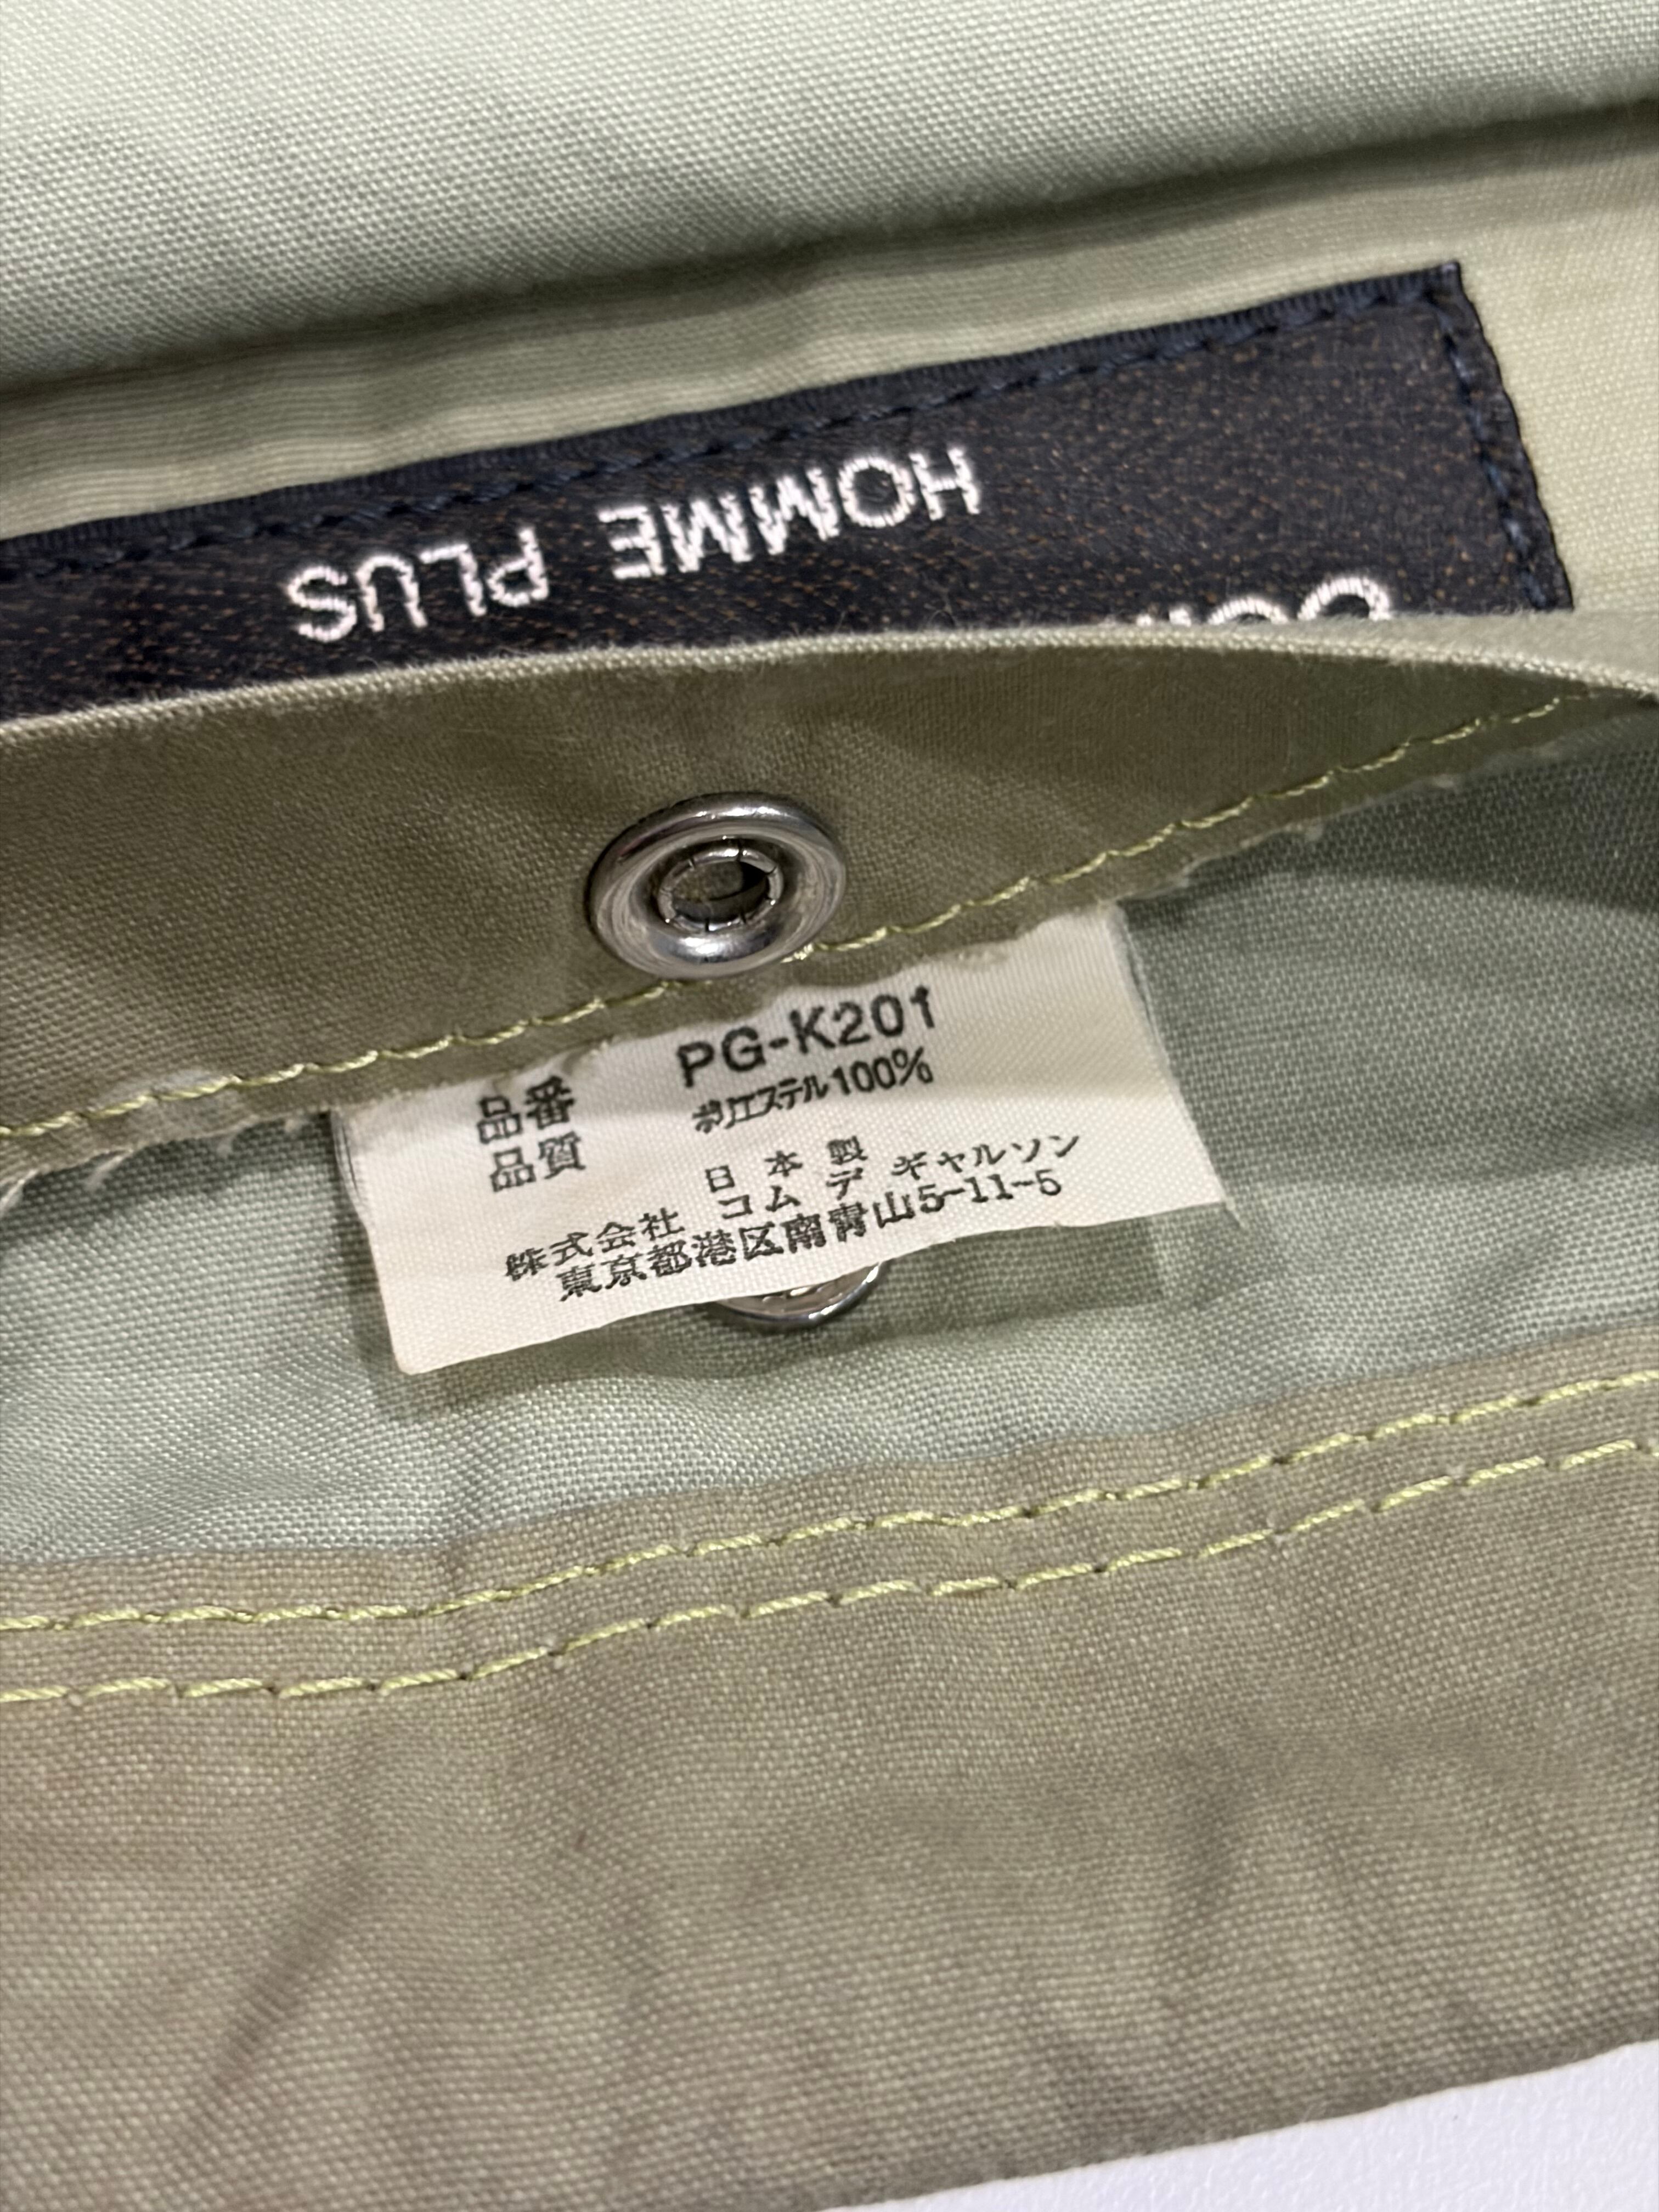 HOMME PLUS
品番 PG-K201
品質 ポリエステル100%
日本製
株式会社 コム デ ギャルソン
東京都港区南青山5-11-5